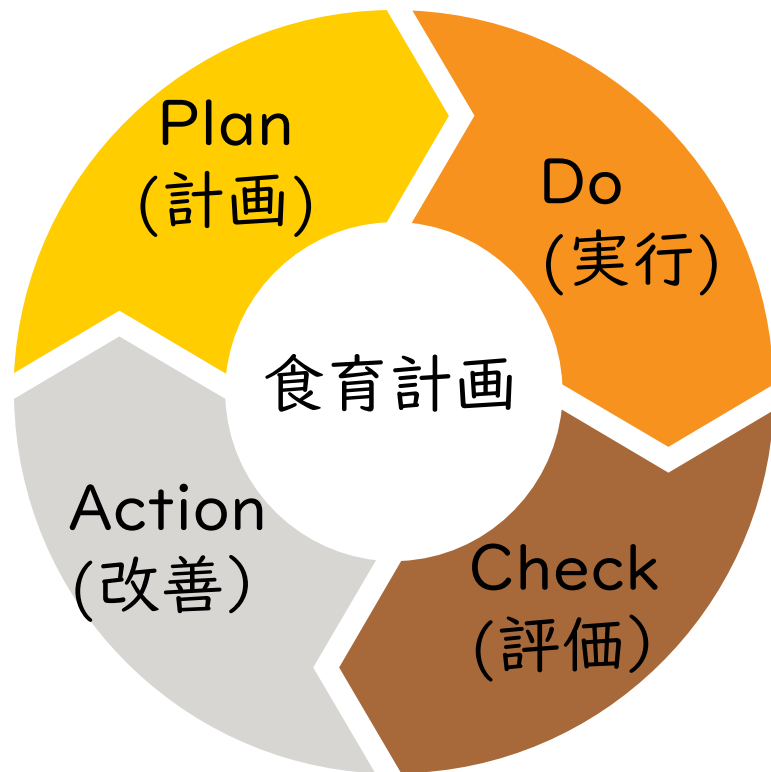 Plan
(計画)
Do
(実行)
食育計画
Action
(改善)
Check
(評価)